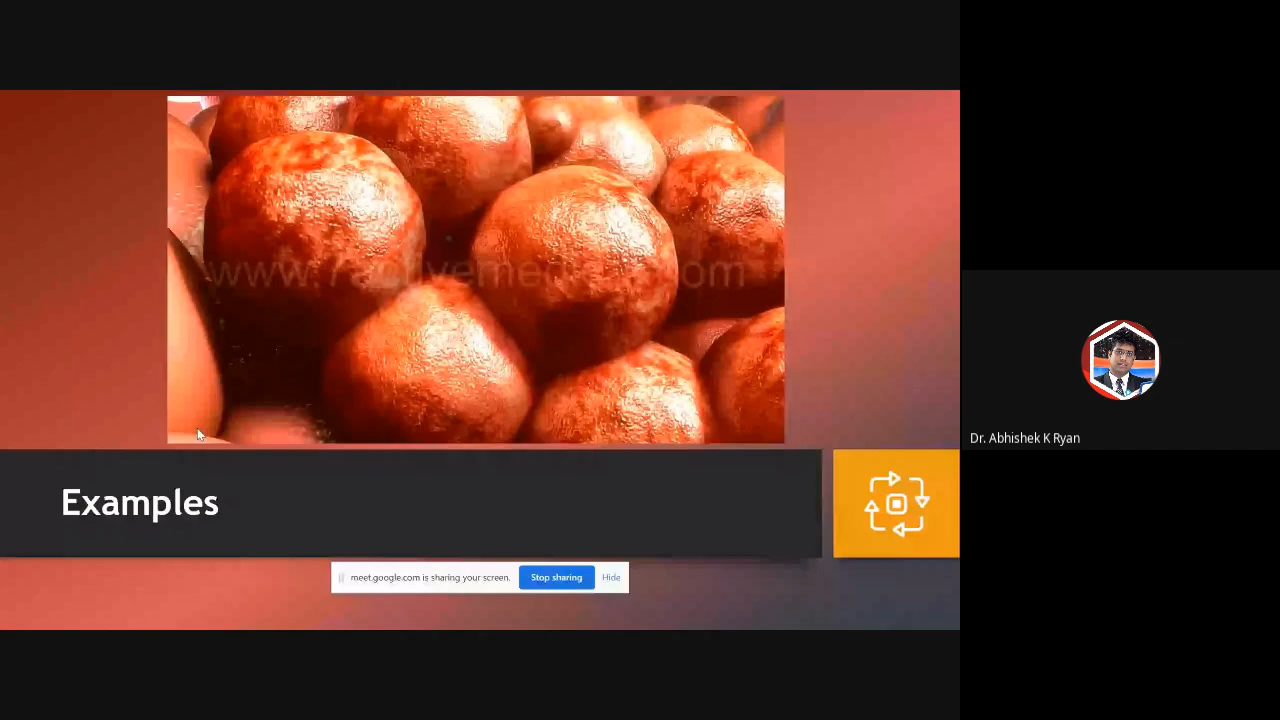 Examples
meet.google.com is sharing your screen.
Stop sharing
Hide
Dr. Abhishek K Ryan